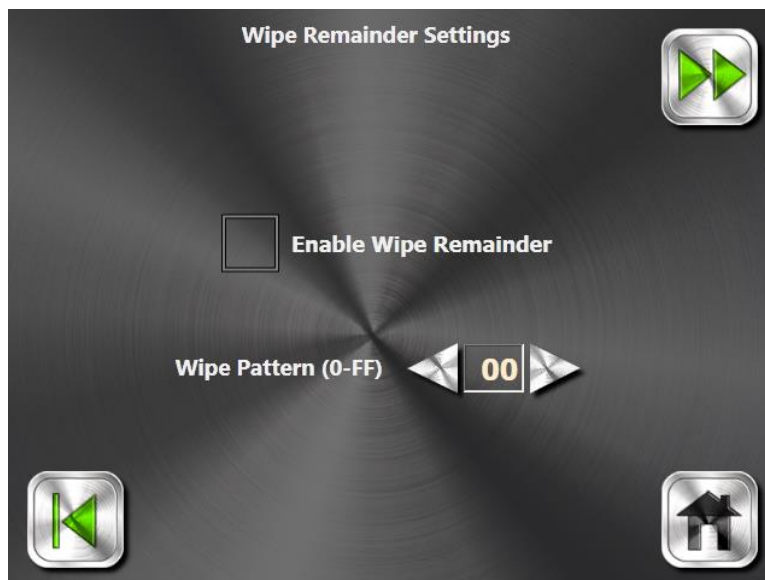 Wipe Remainder Settings
Enable Wipe Remainder
Wipe Pattern (0-FF) 00